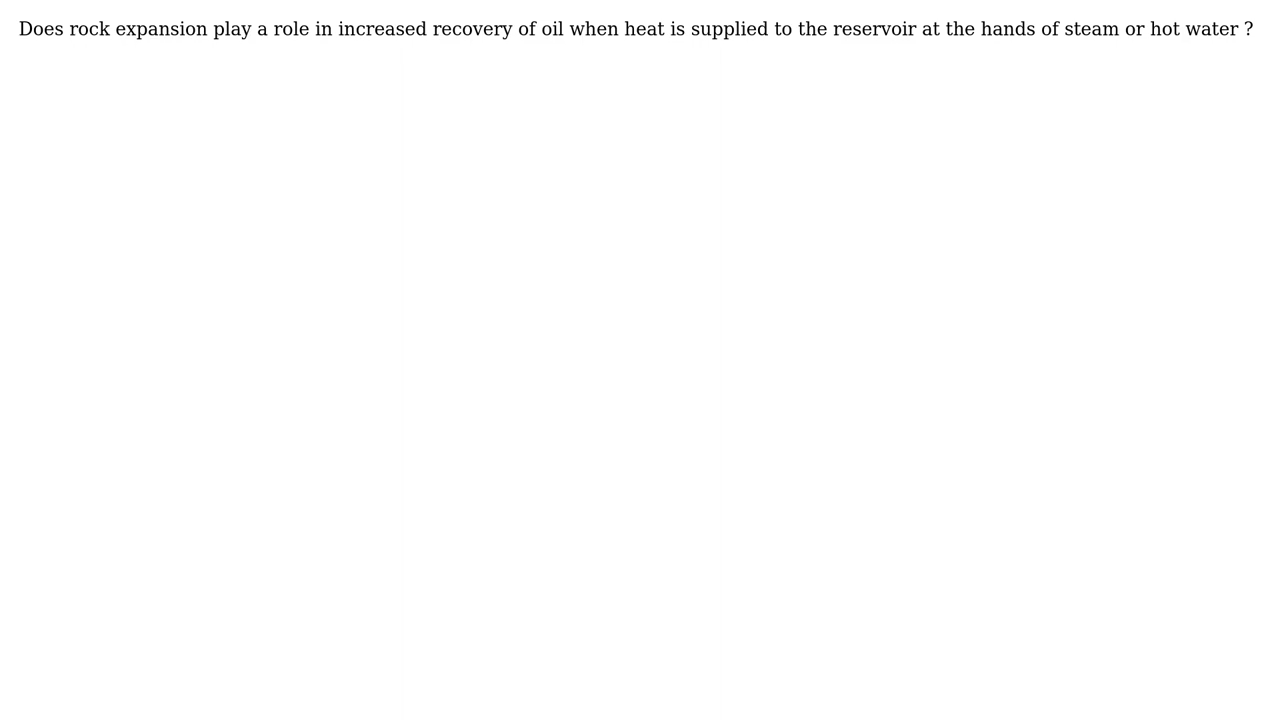 Does rock expansion play a role in increased recovery of oil when heat is supplied to the reservoir at the hands of steam or hot water ?